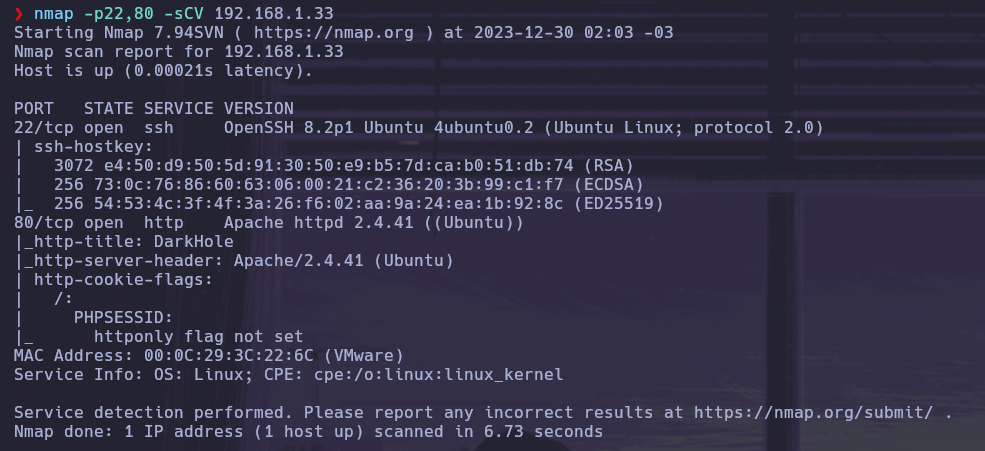 ❯ nmap -p22,80 -sCV 192.168.1.33
Starting Nmap 7.94SVN ( https://nmap.org ) at 2023-12-30 02:03 -03
Nmap scan report for 192.168.1.33
Host is up (0.00021s latency).

PORT   STATE SERVICE VERSION
22/tcp open  ssh     OpenSSH 8.2p1 Ubuntu 4ubuntu0.2 (Ubuntu Linux; protocol 2.0)
| ssh-hostkey:
|   3072 e4:50:d9:50:5d:91:30:50:e9:b5:7d:ca:b0:51:db:74 (RSA)
|   256 73:0c:76:86:60:63:06:00:21:c2:36:20:3b:99:c1:f7 (ECDSA)
|_  256 54:53:4c:3f:4f:3a:26:f6:02:aa:9a:24:ea:1b:92:8c (ED25519)
80/tcp open  http    Apache httpd 2.4.41 ((Ubuntu))
|_http-title: DarkHole
|_http-server-header: Apache/2.4.41 (Ubuntu)
| http-cookie-flags:
|   /:
|     PHPSESSID:
|_      httponly flag not set
MAC Address: 00:0C:29:3C:22:6C (VMware)
Service Info: OS: Linux; CPE: cpe:/o:linux:linux_kernel

Service detection performed. Please report any incorrect results at https://nmap.org/submit/ .
Nmap done: 1 IP address (1 host up) scanned in 6.73 seconds